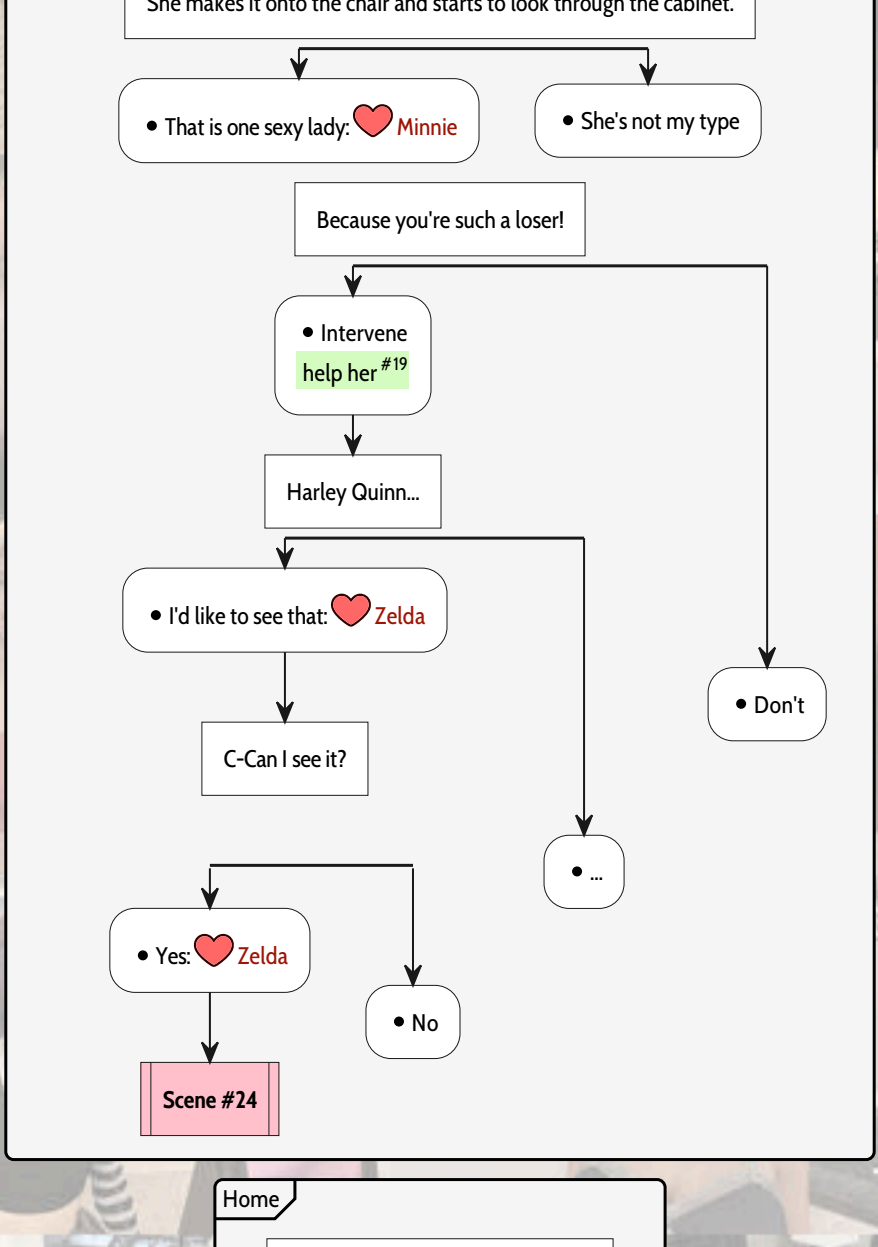 She makes it onto the chair and starts to look through the cabinet.
• That is one sexy lady: Minnie
• She's not my type
Because you're such a loser!
• Intervene
help her #19
Harley Quinn...
• I'd like to see that: Zelda
• Don't
C-Can I see it?
• ...
• Yes: Zelda
• No
Scene #24
Home